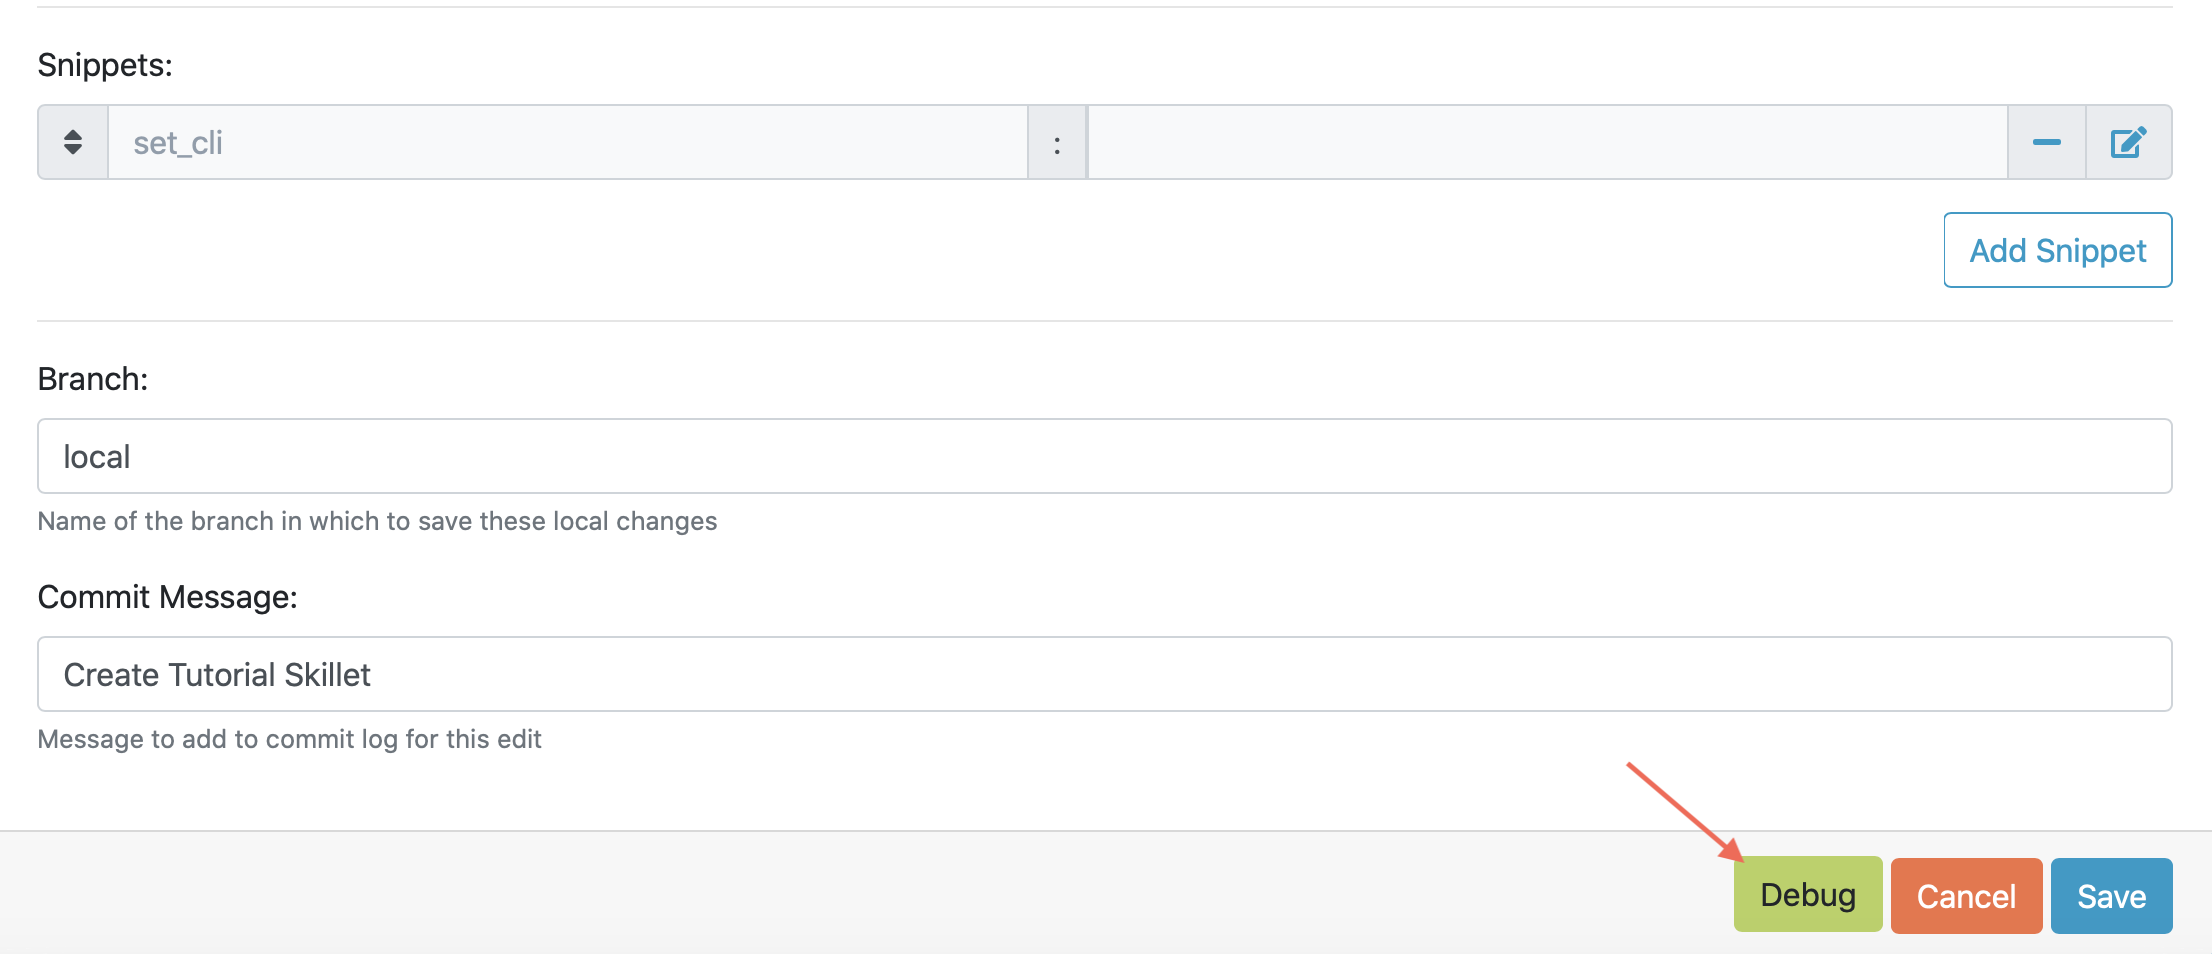 Snippets:
set_cli :
Add Snippet
Branch:
local
Name of the branch in which to save these local changes
Commit Message:
Create Tutorial Skillet
Message to add to commit log for this edit
Debug Cancel Save